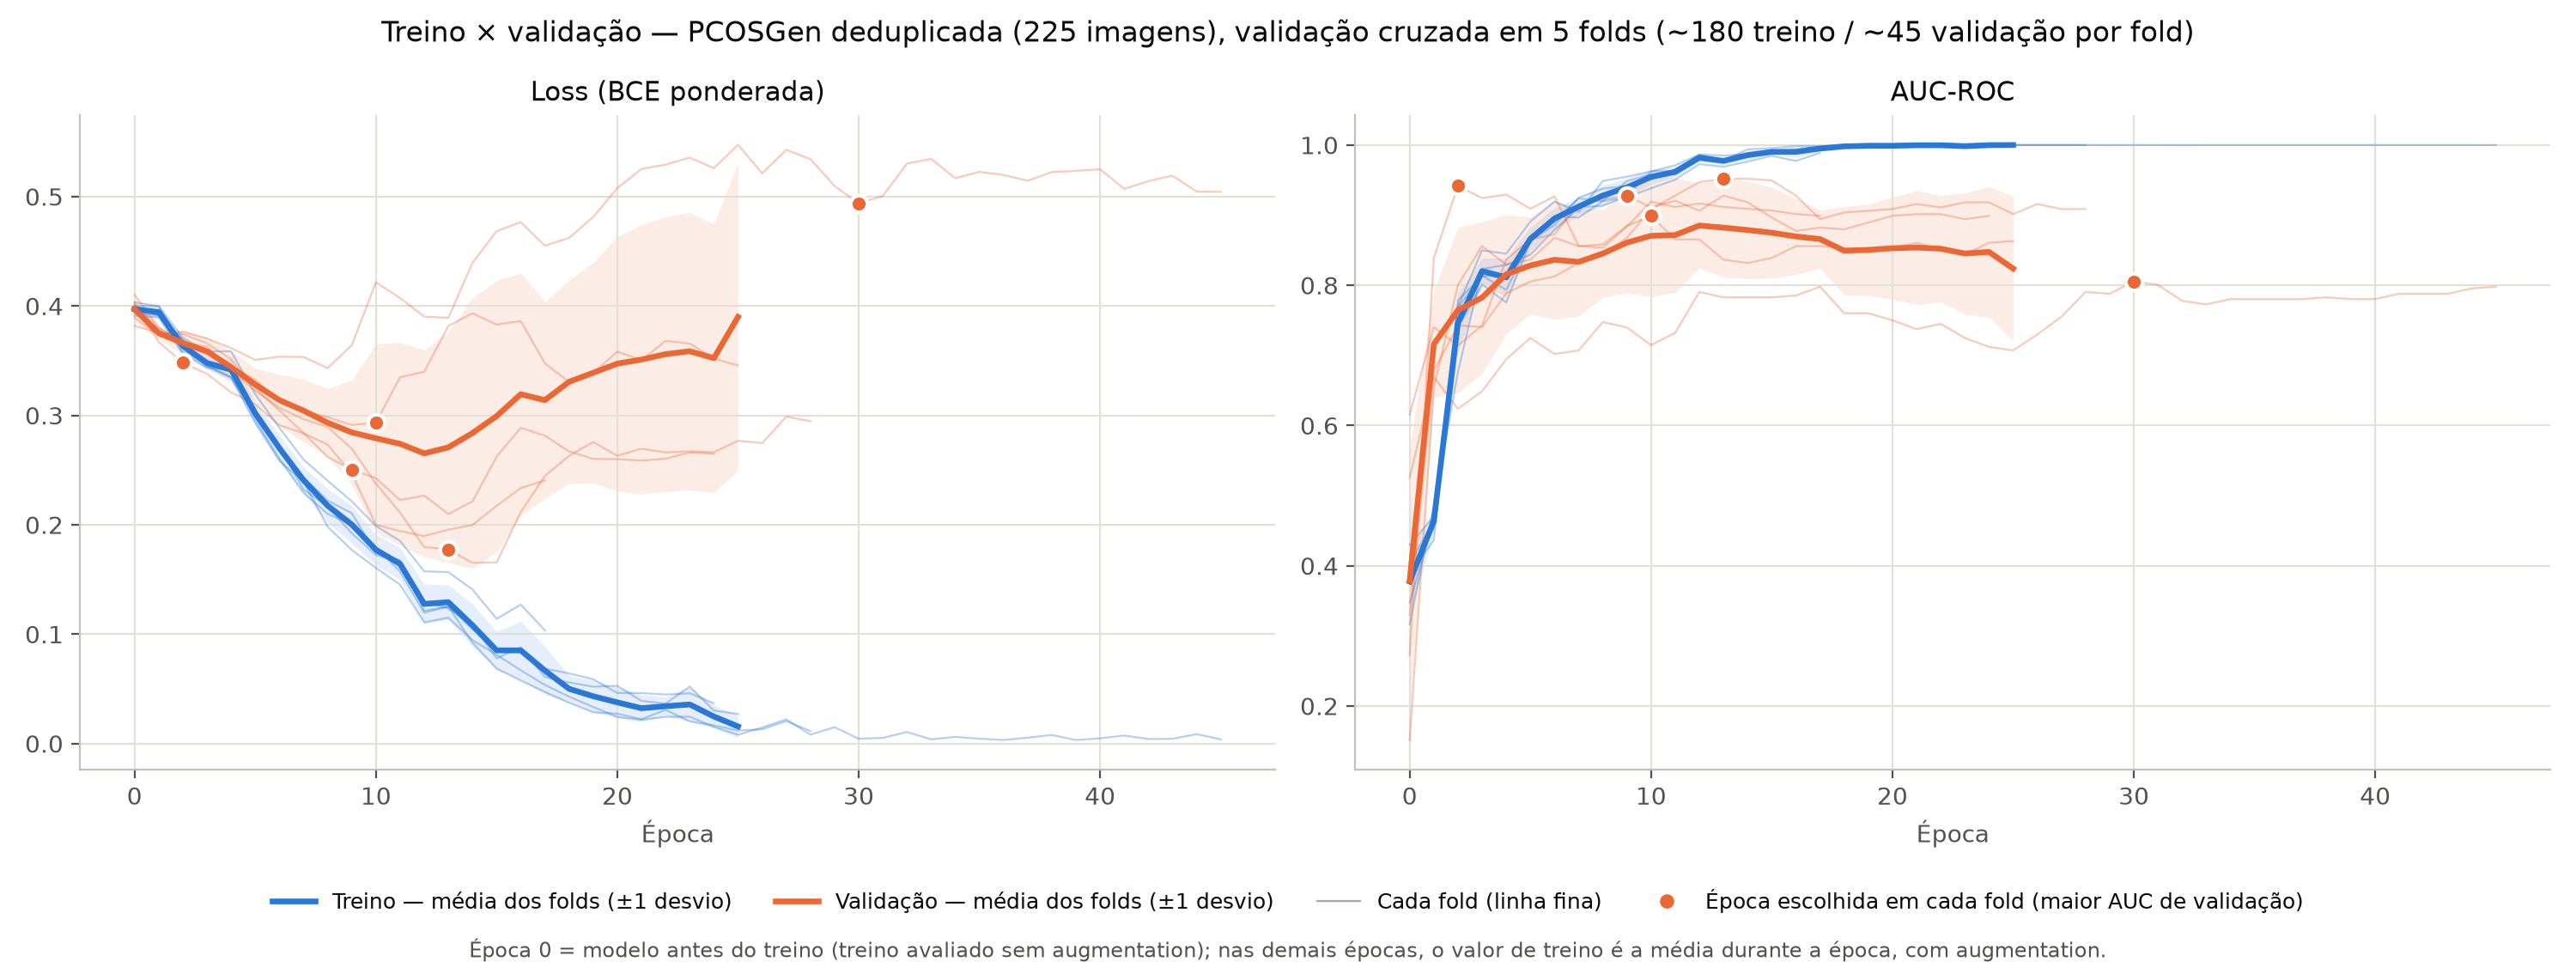 Treino × validação — PCOSGen deduplicada (225 imagens), validação cruzada em 5 folds (~180 treino / ~45 validação por fold)
Loss (BCE ponderada)
0.5
0.4
0.3
0.2
0.1
0.0
0 10 20 30 40
Época
AUC-ROC
1.0
0.8
0.6
0.4
0.2
0 10 20 30 40
Época
Treino — média dos folds (±1 desvio) Validação — média dos folds (±1 desvio) Cada fold (linha fina) Época escolhida em cada fold (maior AUC de validação)
Época 0 = modelo antes do treino (treino avaliado sem augmentation); nas demais épocas, o valor de treino é a média durante a época, com augmentation.